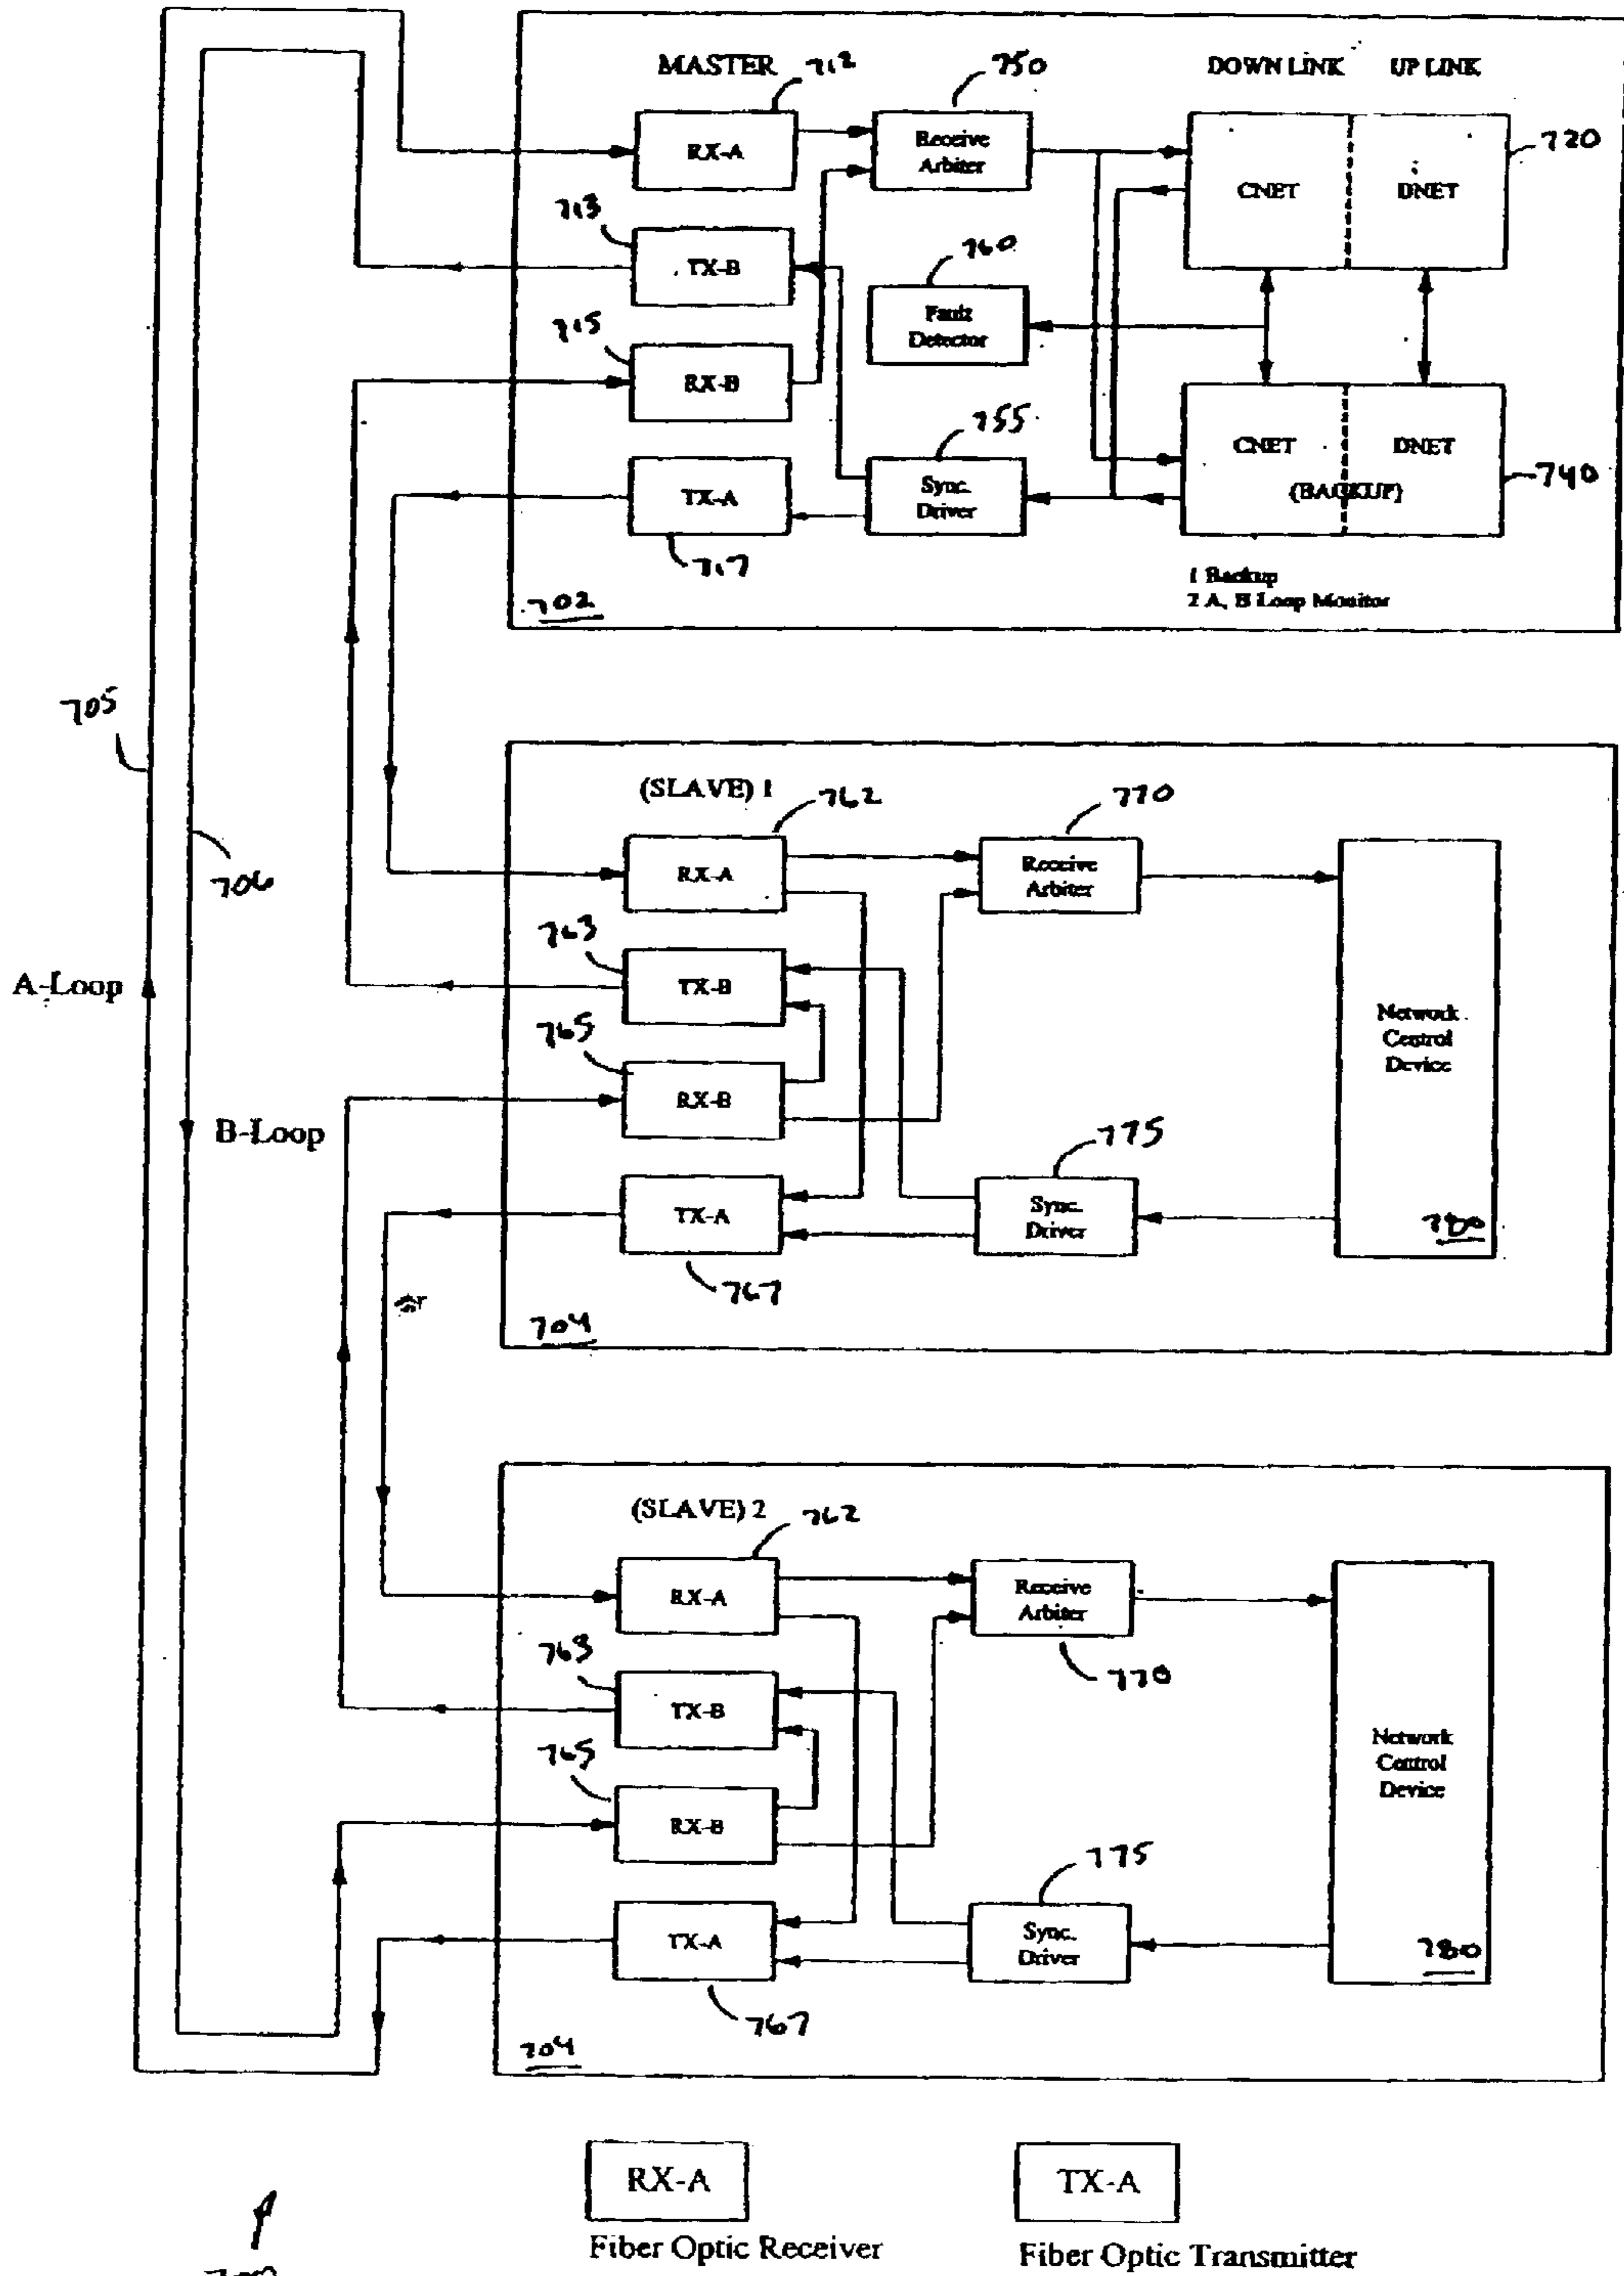 MASTER 712 750 DOWN LINK UP LINK
RX-A
Receive
Arbiter
CNET
DNET
720
713
TX-B
760
Fault
Detector
715
RX-B
755
CNET
DNET
(BACKUP)
740
TX-A
Sync.
Driver
717
702
1 Backup
2 A, B Loop Monitor
705
706
A-Loop
B-Loop
(SLAVE) 1
762
770
RX-A
Receive
Arbiter
763
TX-B
765
RX-B
Network
Control
Device
775
TX-A
Sync.
Driver
780
767
704
(SLAVE) 2
762
RX-A
Receive
Arbiter
763
770
TX-B
765
RX-B
Network
Control
Device
775
TX-A
Sync.
Driver
780
767
704
RX-A
Fiber Optic Receiver
TX-A
Fiber Optic Transmitter